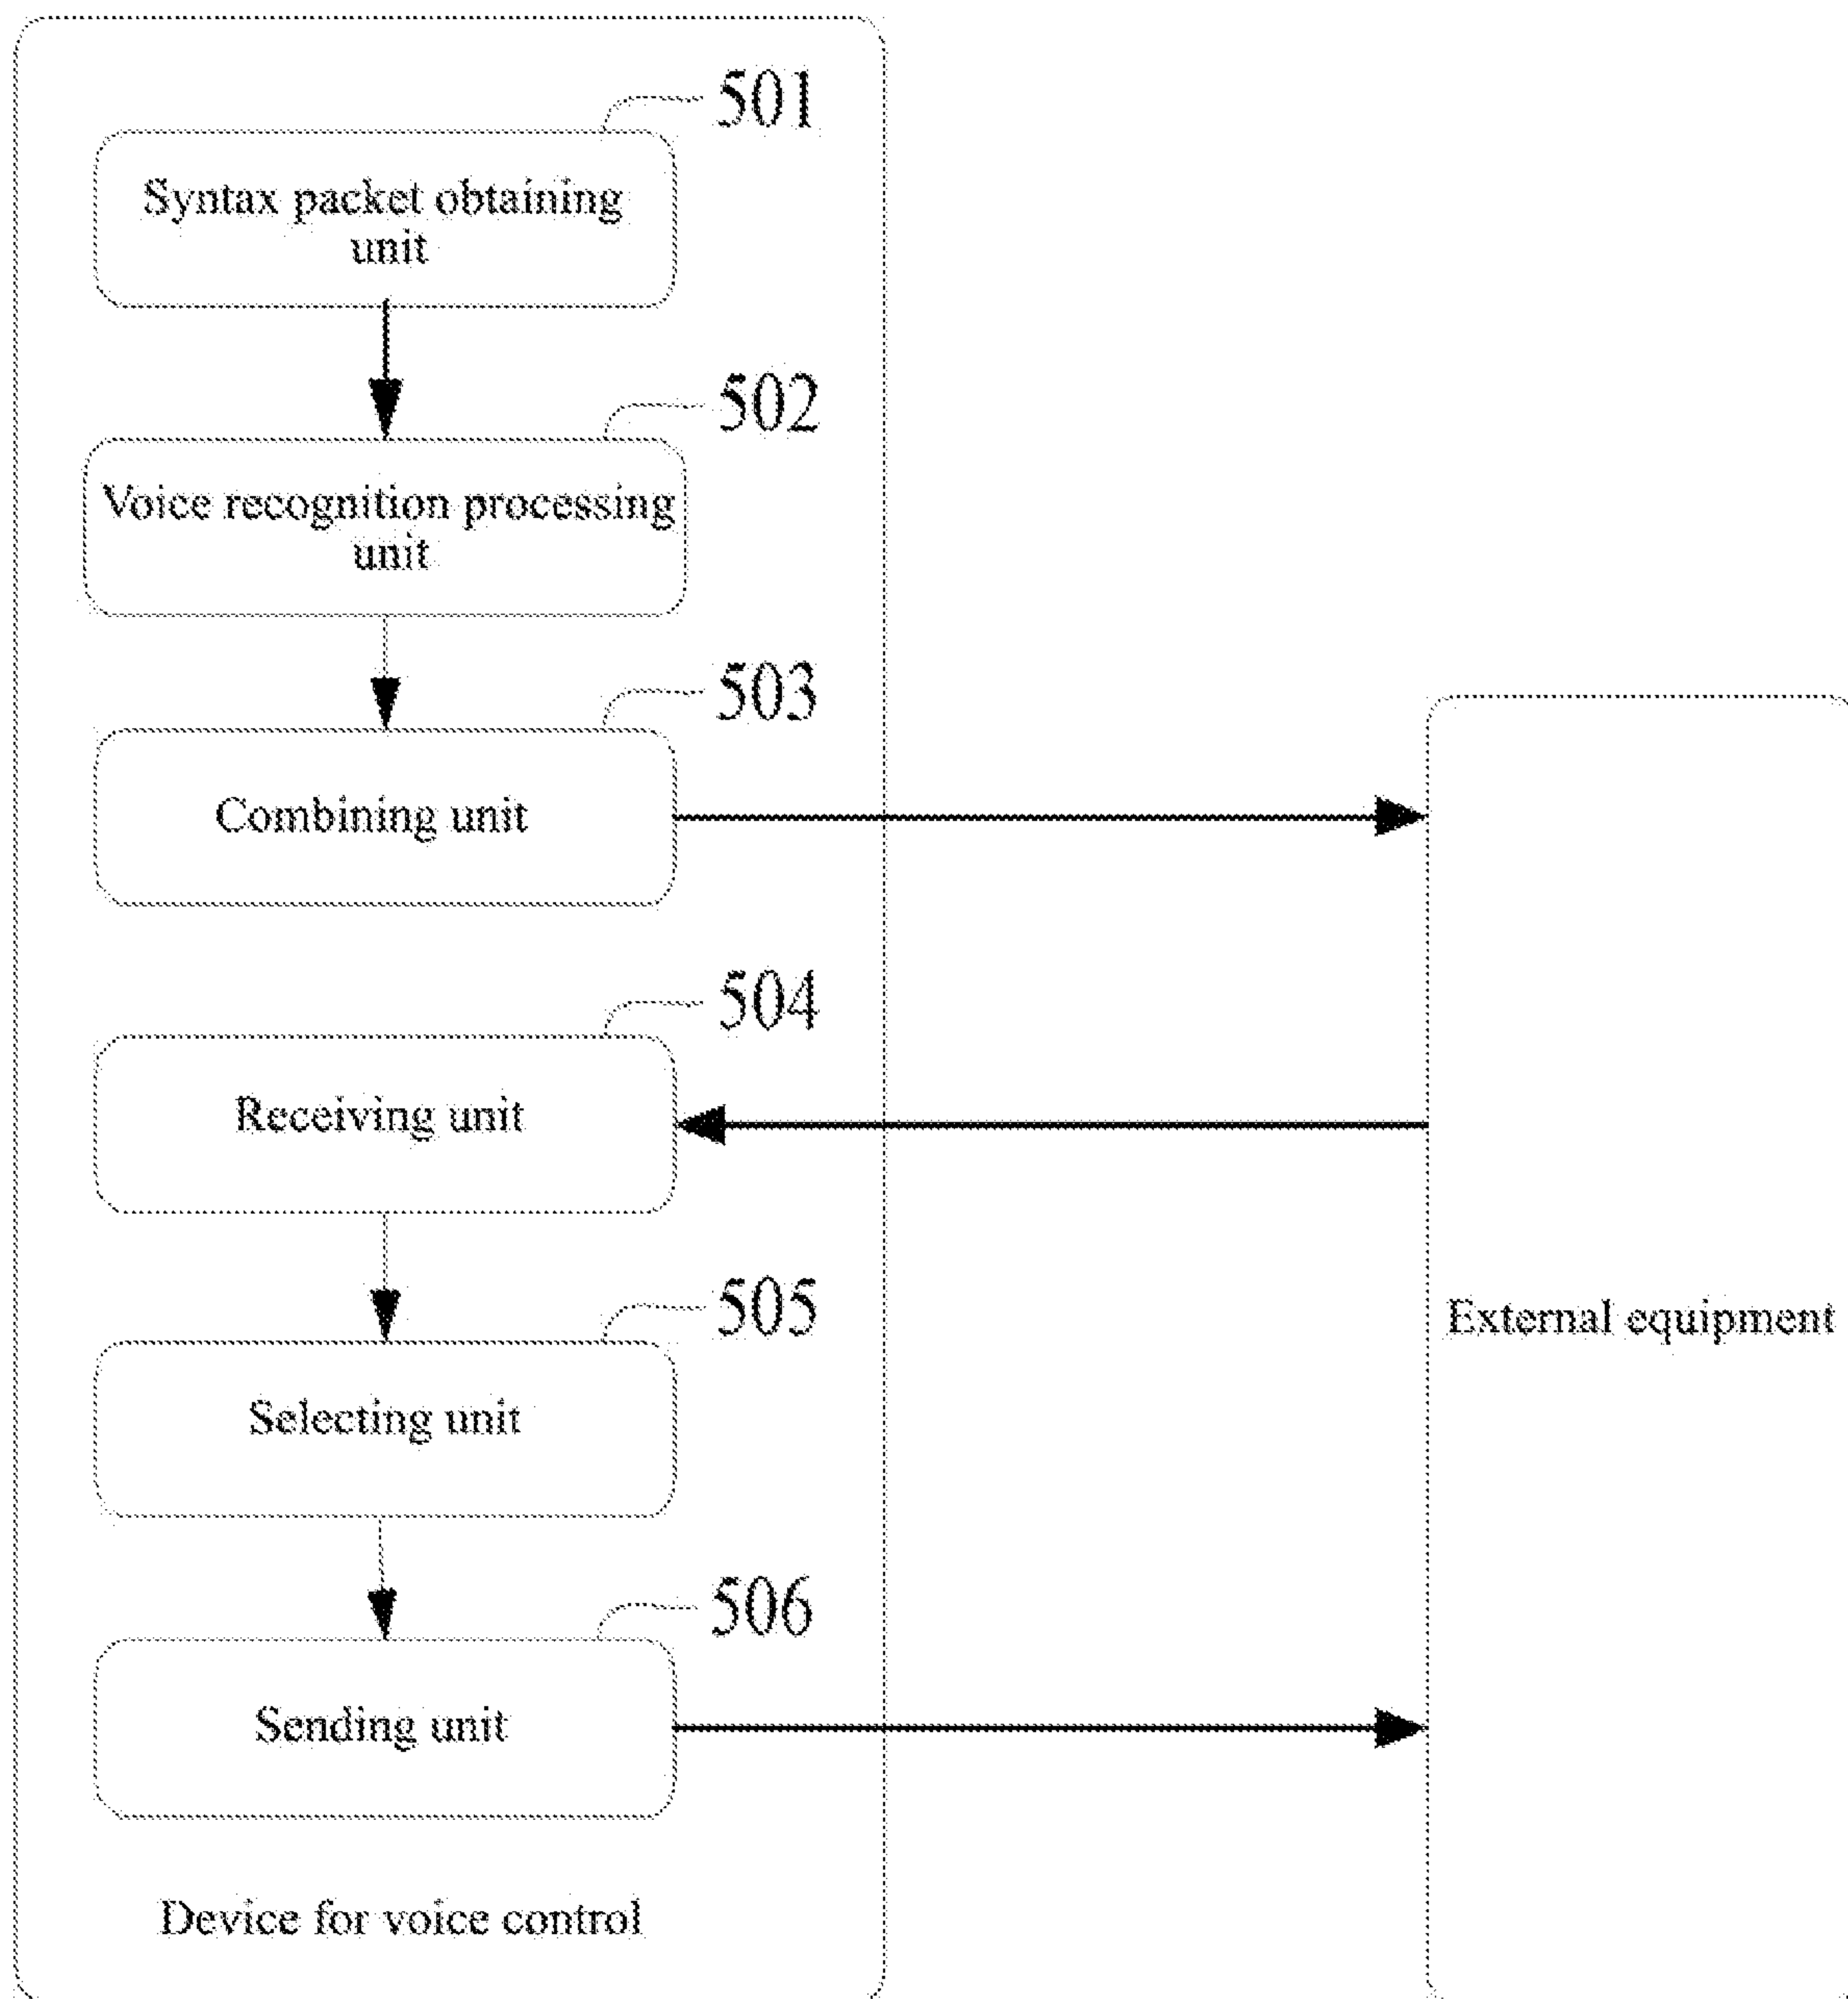 501
Syntax packet obtaining
unit
502
Voice recognition processing
unit
503
Combining unit
504
Receiving unit
505
Selecting unit
External equipment
506
Sending unit
Device for voice control